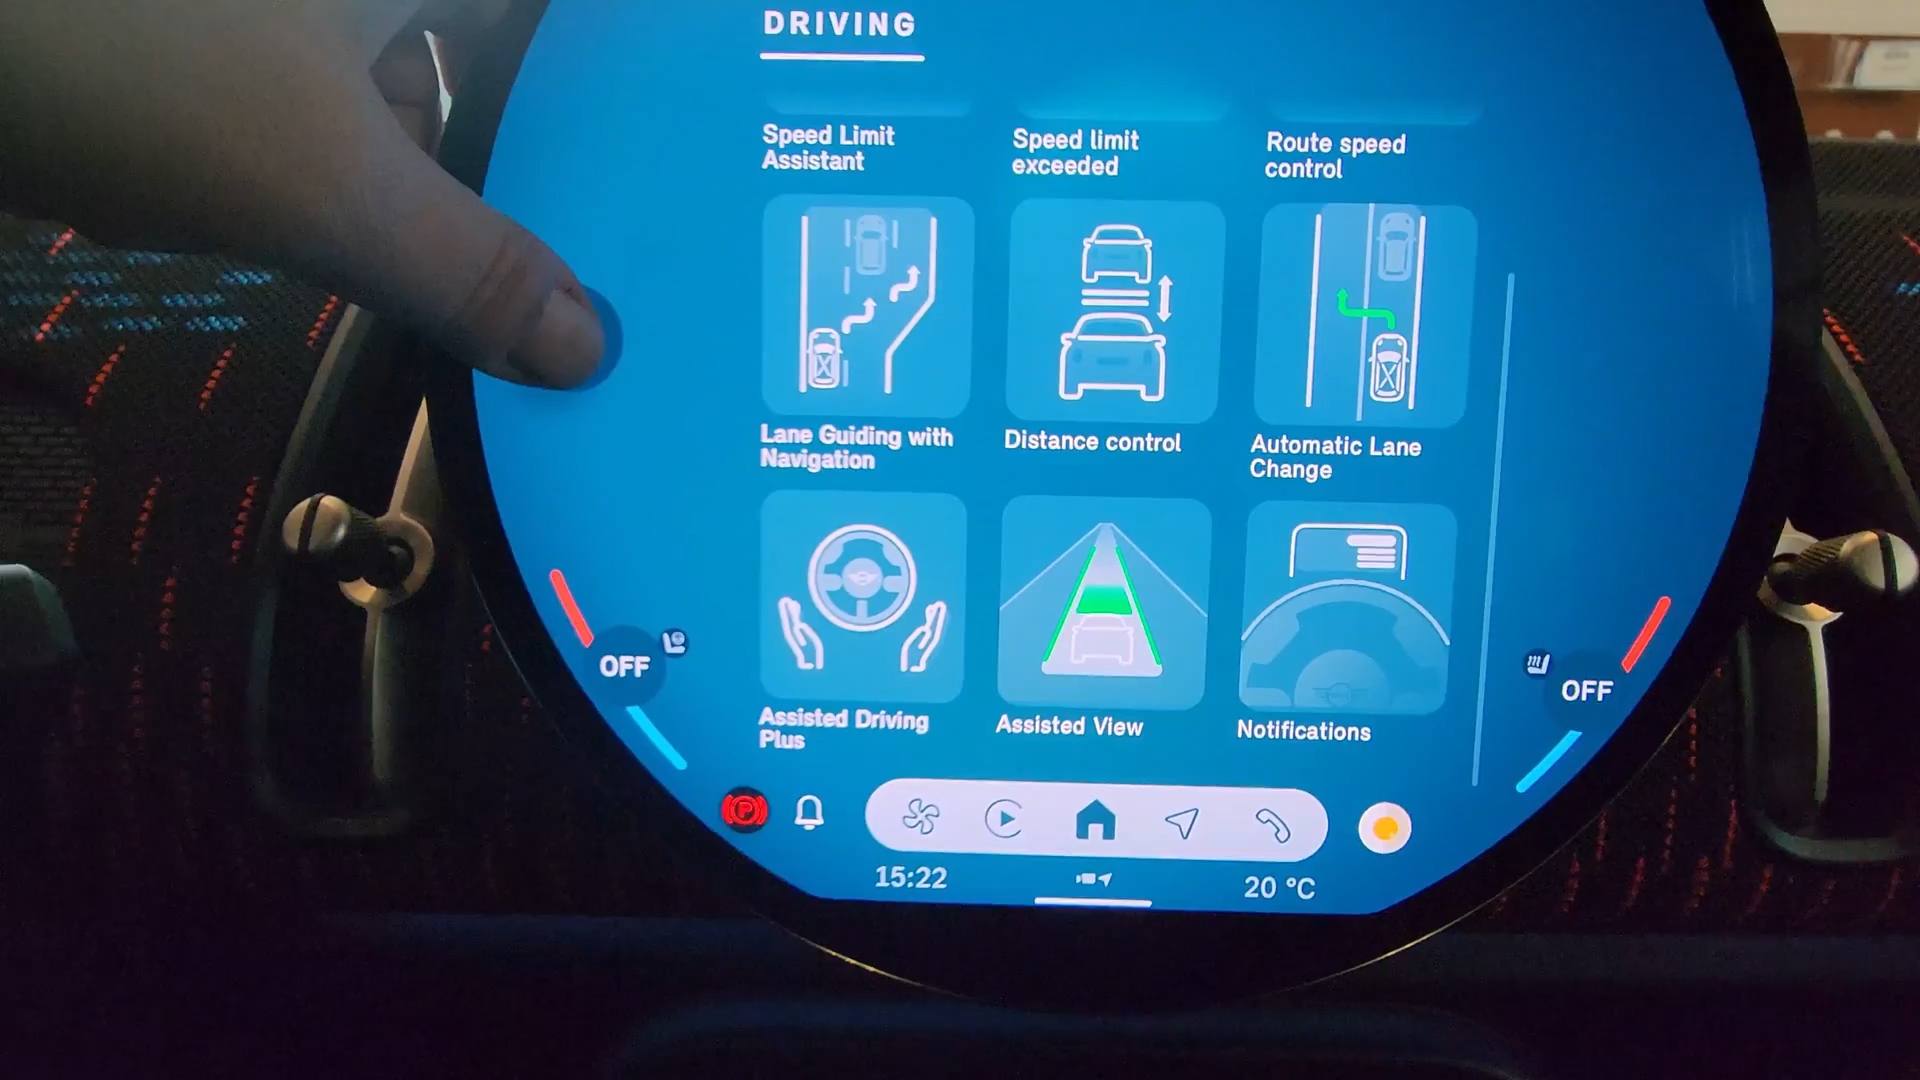 DRIVING
Speed Limit
Assistant
Speed limit
exceeded
Route speed
control
Lane Guiding with
Navigation
Distance control
Automatic Lane
Change
Assisted Driving
Plus
Assisted View
Notifications
OFF
OFF
P
15:22
20 °C